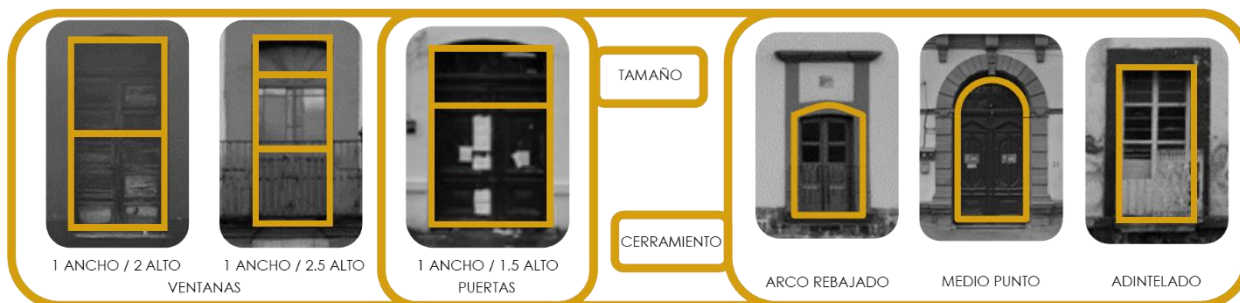 TAMAÑO
CERRAMIENTO
1 ANCHO / 2 ALTO
1 ANCHO / 2.5 ALTO
VENTANAS
1 ANCHO / 1.5 ALTO
PUERTAS
ARCO REBAJADO
MEDIO PUNTO
ADINTELADO